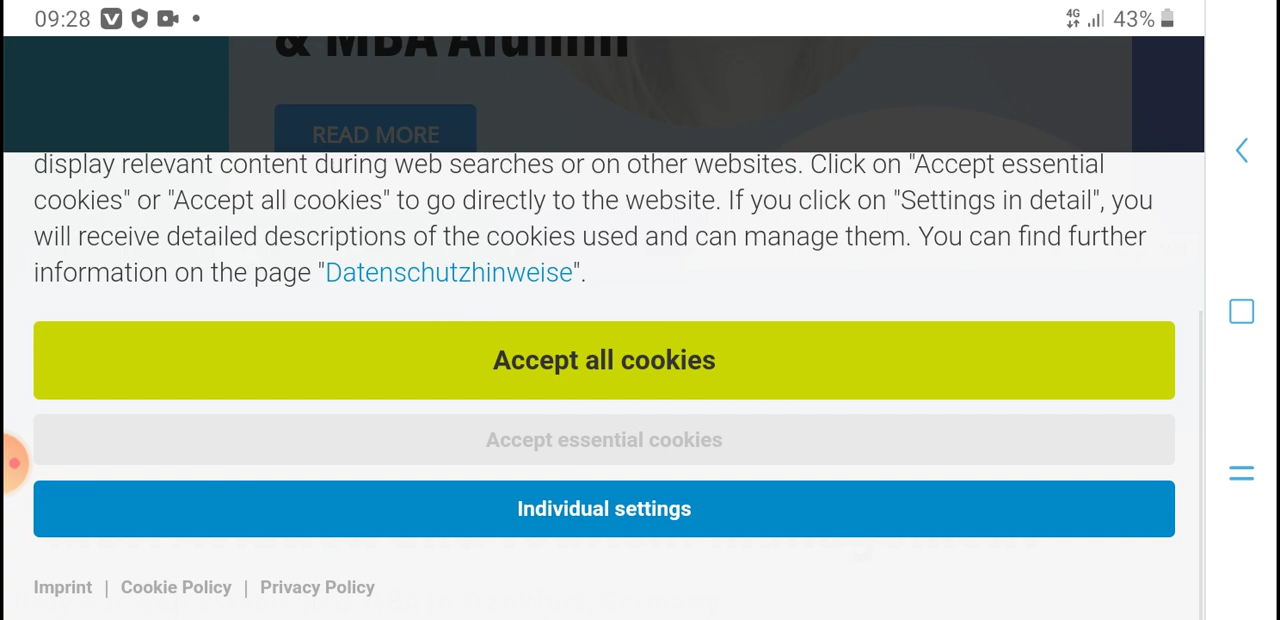 09:28
4G
43%
& MBA Alumni
READ MORE
display relevant content during web searches or on other websites. Click on "Accept essential
cookies" or "Accept all cookies" to go directly to the website. If you click on "Settings in detail", you
will receive detailed descriptions of the cookies used and can manage them. You can find further
information on the page "Datenschutzhinweise".
Accept all cookies
Accept essential cookies
Individual settings
Imprint | Cookie Policy | Privacy Policy